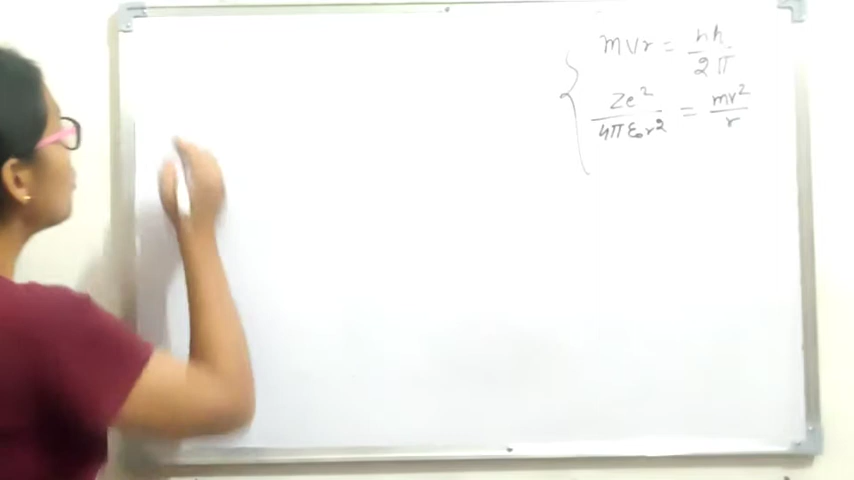 mvr = nh/2π
Ze²/4πε₀r² = mv²/r